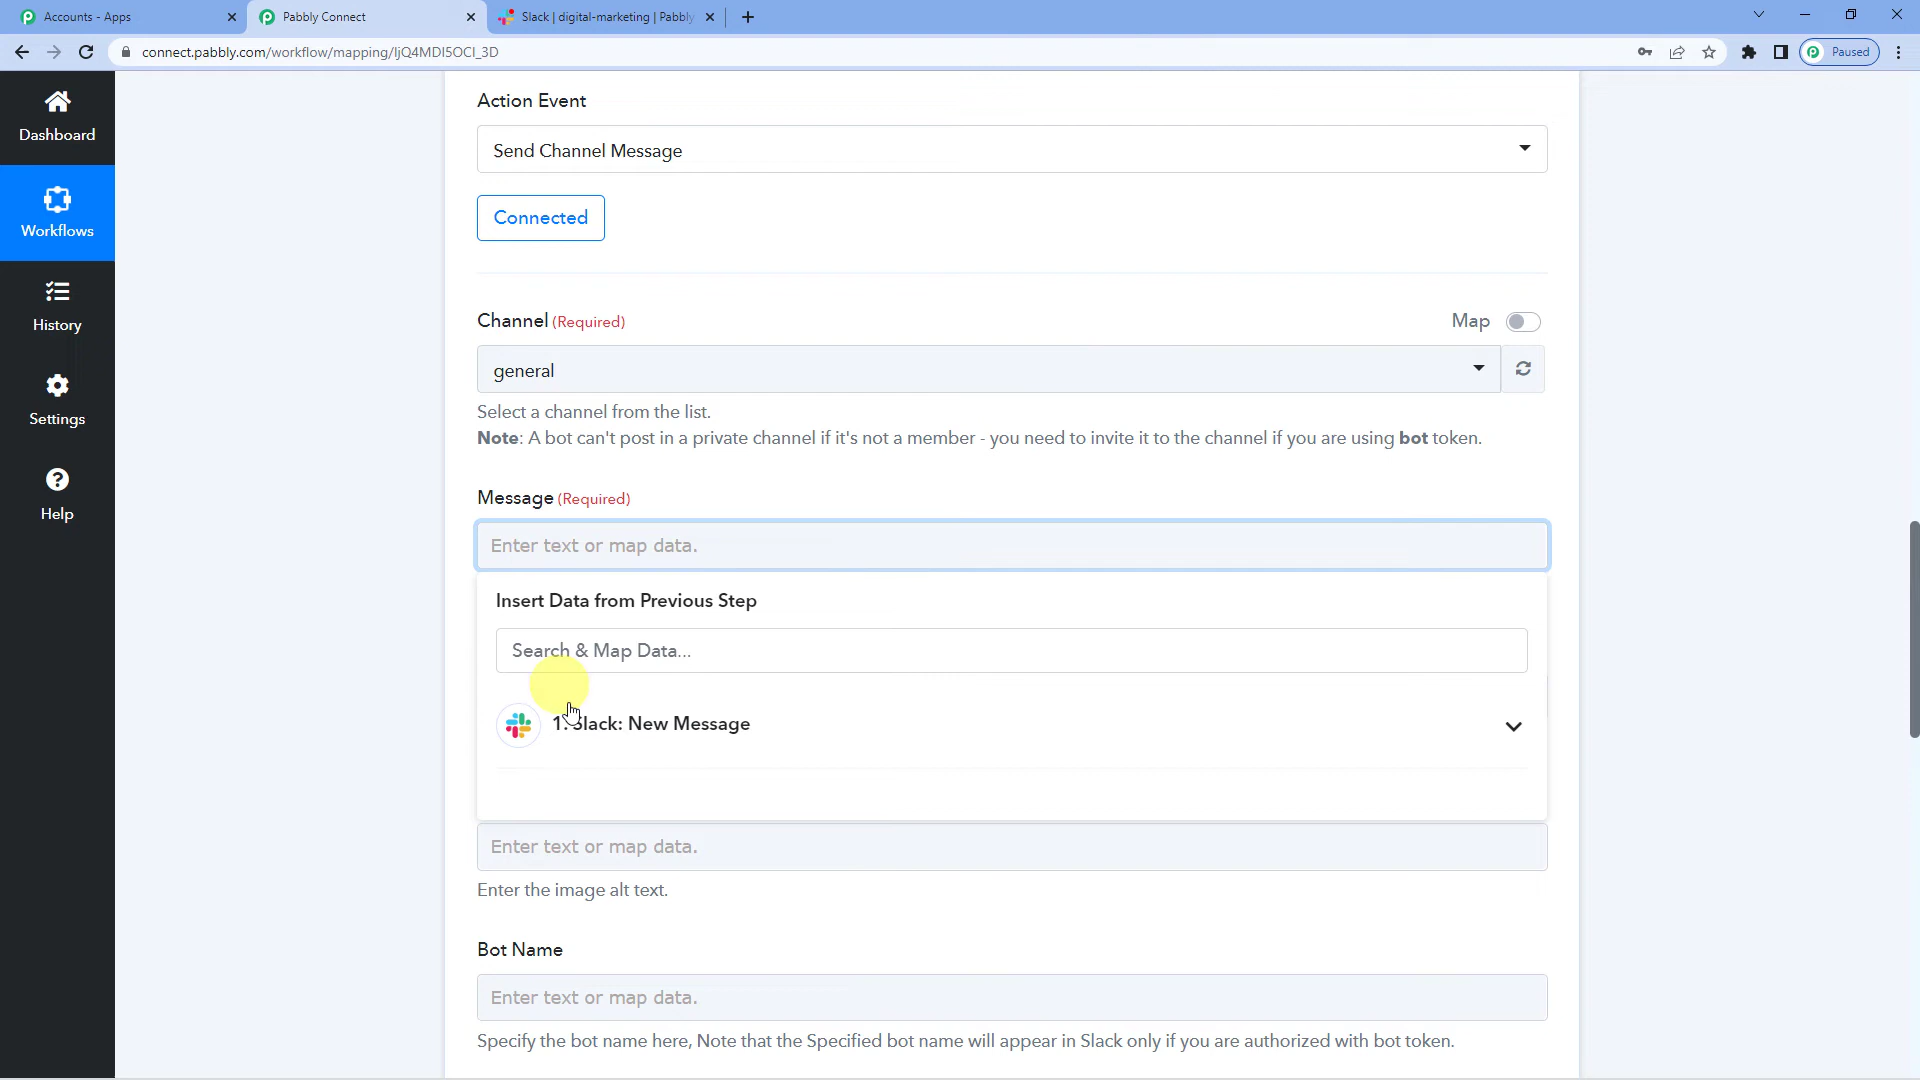 Accounts - Apps
Pabbly Connect
Slack | digital-marketing | Pabbly
connect.pabbly.com/workflow/mapping/IjQ4MDI5OCI_3D
Paused
Dashboard
Workflows
History
Settings
Help
Action Event
Send Channel Message
Connected
Channel (Required)
Map
general
Select a channel from the list.
Note: A bot can't post in a private channel if it's not a member - you need to invite it to the channel if you are using bot token.
Message (Required)
Enter text or map data.
Insert Data from Previous Step
Search & Map Data...
1. Slack: New Message
Enter text or map data.
Enter the image alt text.
Bot Name
Enter text or map data.
Specify the bot name here, Note that the Specified bot name will appear in Slack only if you are authorized with bot token.